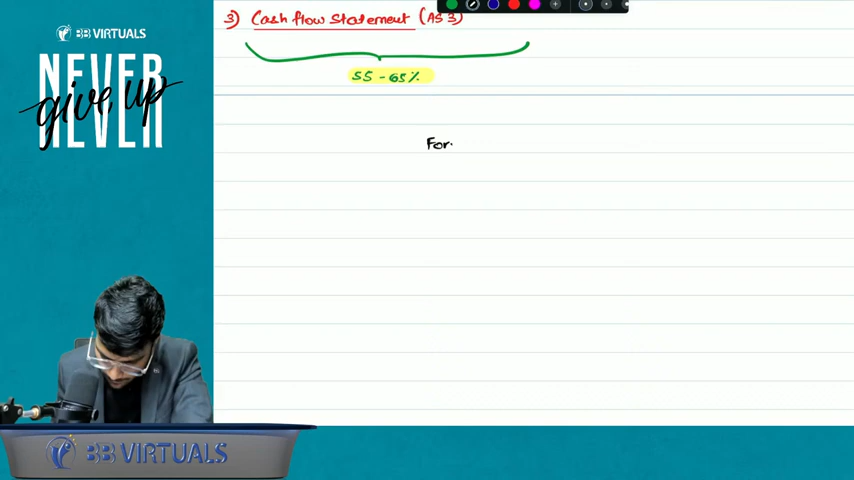 3) Cash flow Statement (AS 3)
55 - 65%
For
BB VIRTUALS
NEVER
give up
NEVER
BB VIRTUALS